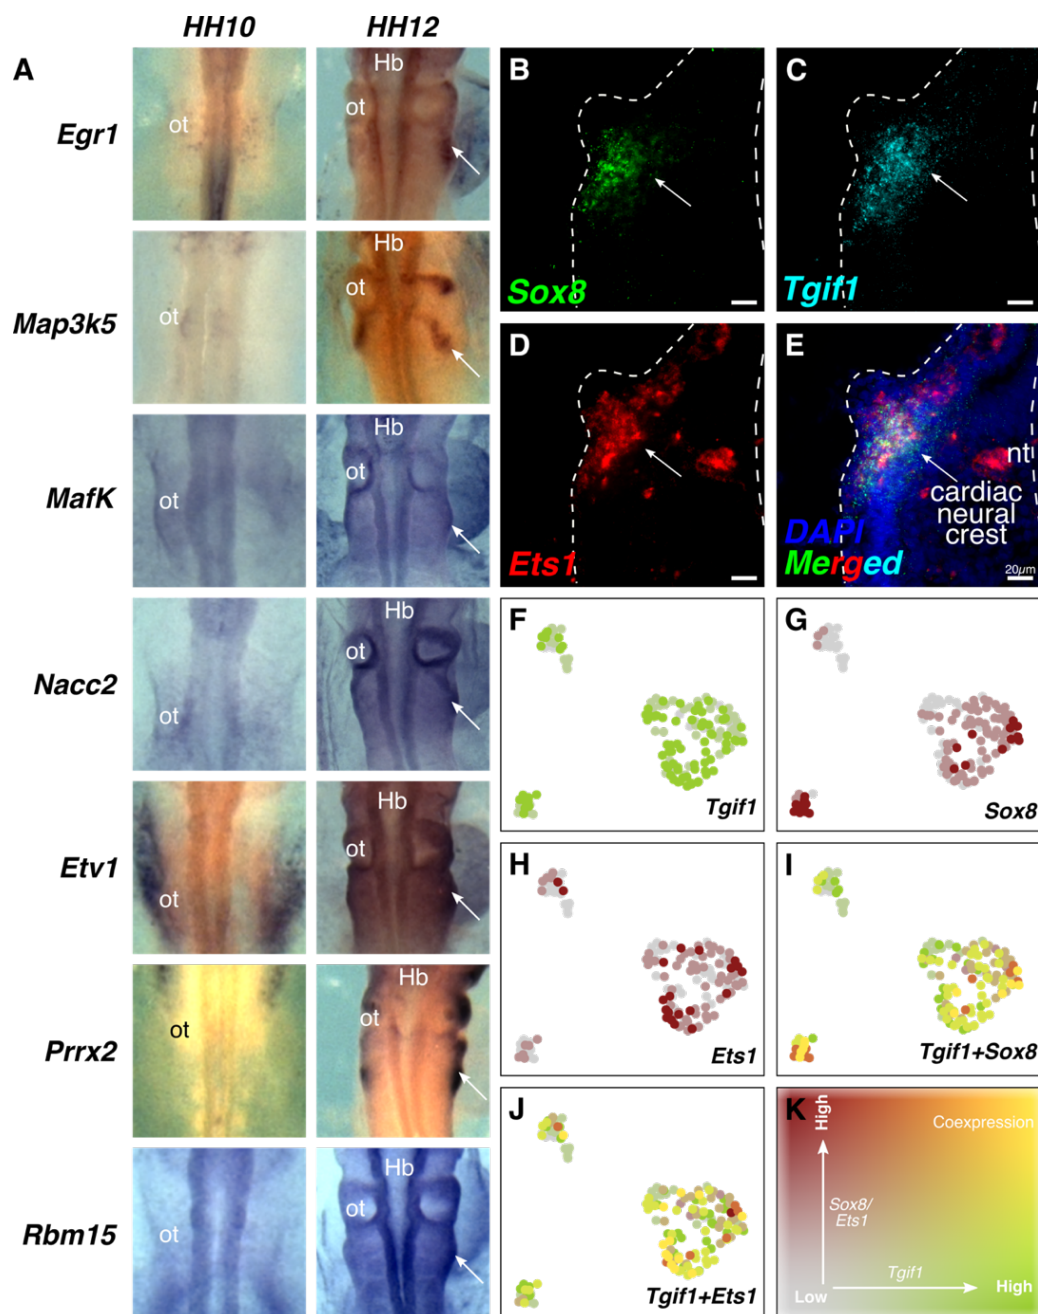 HH10 HH12
A
Egr1
ot
Hb
ot
Map3k5
ot
Hb
ot
MafK
ot
Hb
ot
Nacc2
ot
Hb
ot
Etv1
ot
Hb
ot
Prrx2
ot
Hb
ot
Rbm15
ot
Hb
ot
B
Sox8
C
Tgif1
D
Ets1
E
nt
cardiac
neural
crest
DAPI
Merged
20µm
F
Tgif1
G
Sox8
H
Ets1
I
Tgif1+Sox8
J
Tgif1+Ets1
K
High
Coexpression
Sox8/
Ets1
Tgif1
Low
High